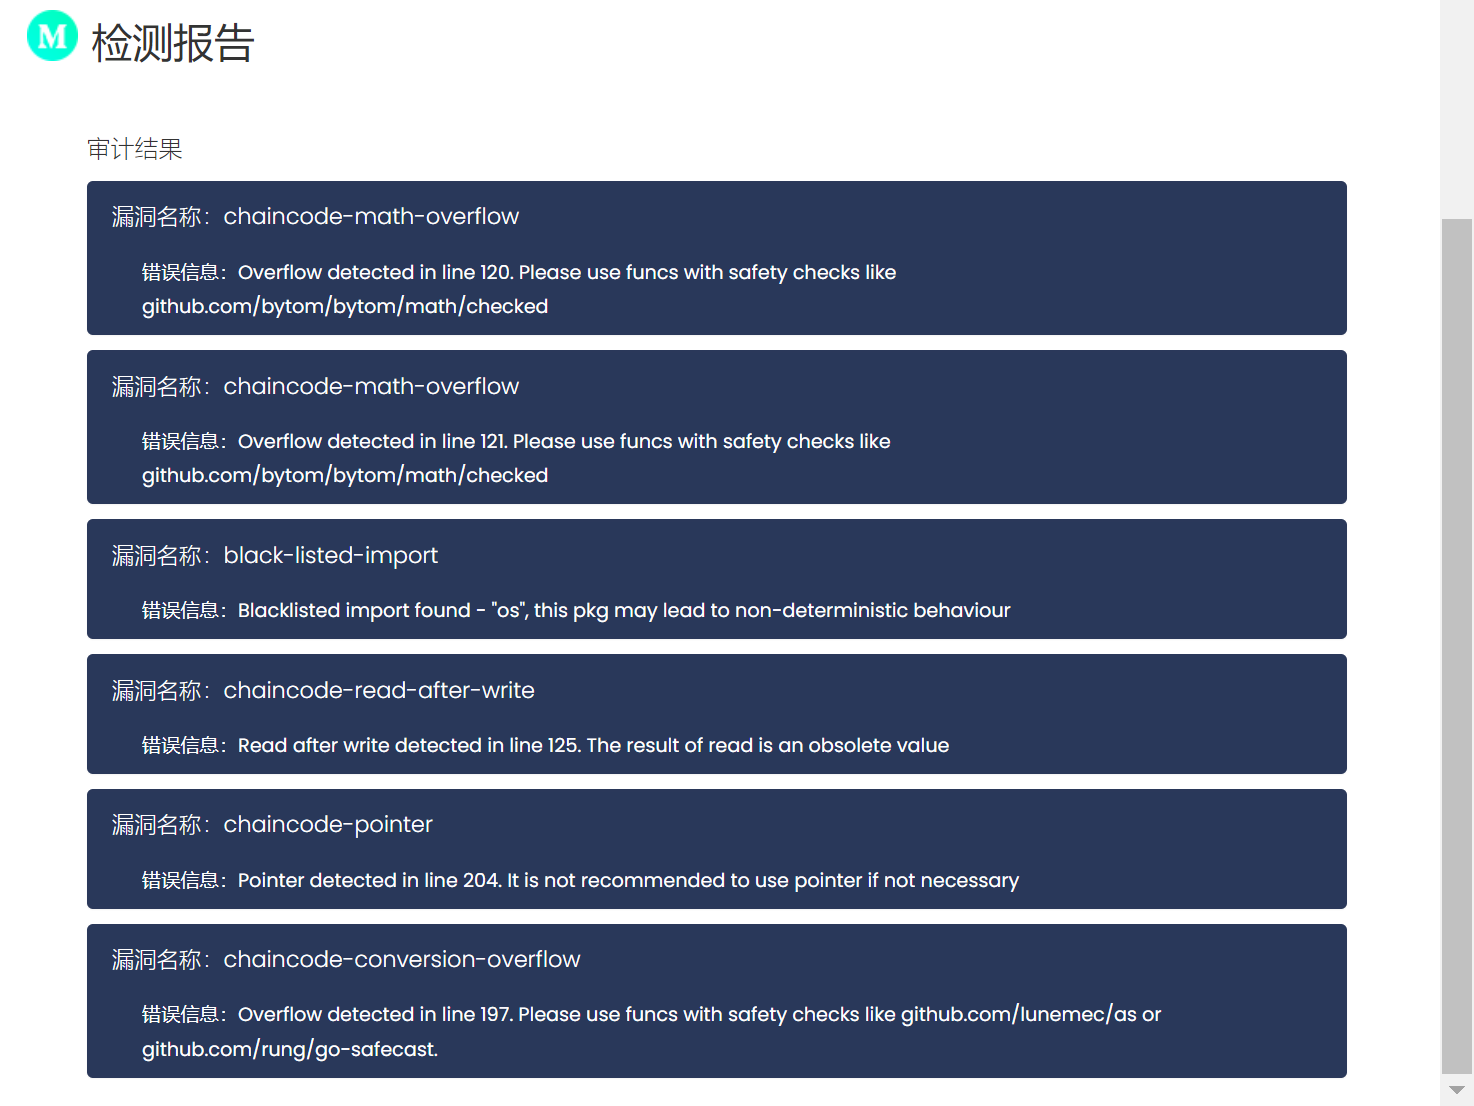 M 检测报告
审计结果
漏洞名称：chaincode-math-overflow
错误信息：Overflow detected in line 120. Please use funcs with safety checks like
github.com/bytom/bytom/math/checked
漏洞名称：chaincode-math-overflow
错误信息：Overflow detected in line 121. Please use funcs with safety checks like
github.com/bytom/bytom/math/checked
漏洞名称：black-listed-import
错误信息：Blacklisted import found - "os", this pkg may lead to non-deterministic behaviour
漏洞名称：chaincode-read-after-write
错误信息：Read after write detected in line 125. The result of read is an obsolete value
漏洞名称：chaincode-pointer
错误信息：Pointer detected in line 204. It is not recommended to use pointer if not necessary
漏洞名称：chaincode-conversion-overflow
错误信息：Overflow detected in line 197. Please use funcs with safety checks like github.com/lunemec/as or
github.com/rung/go-safecast.